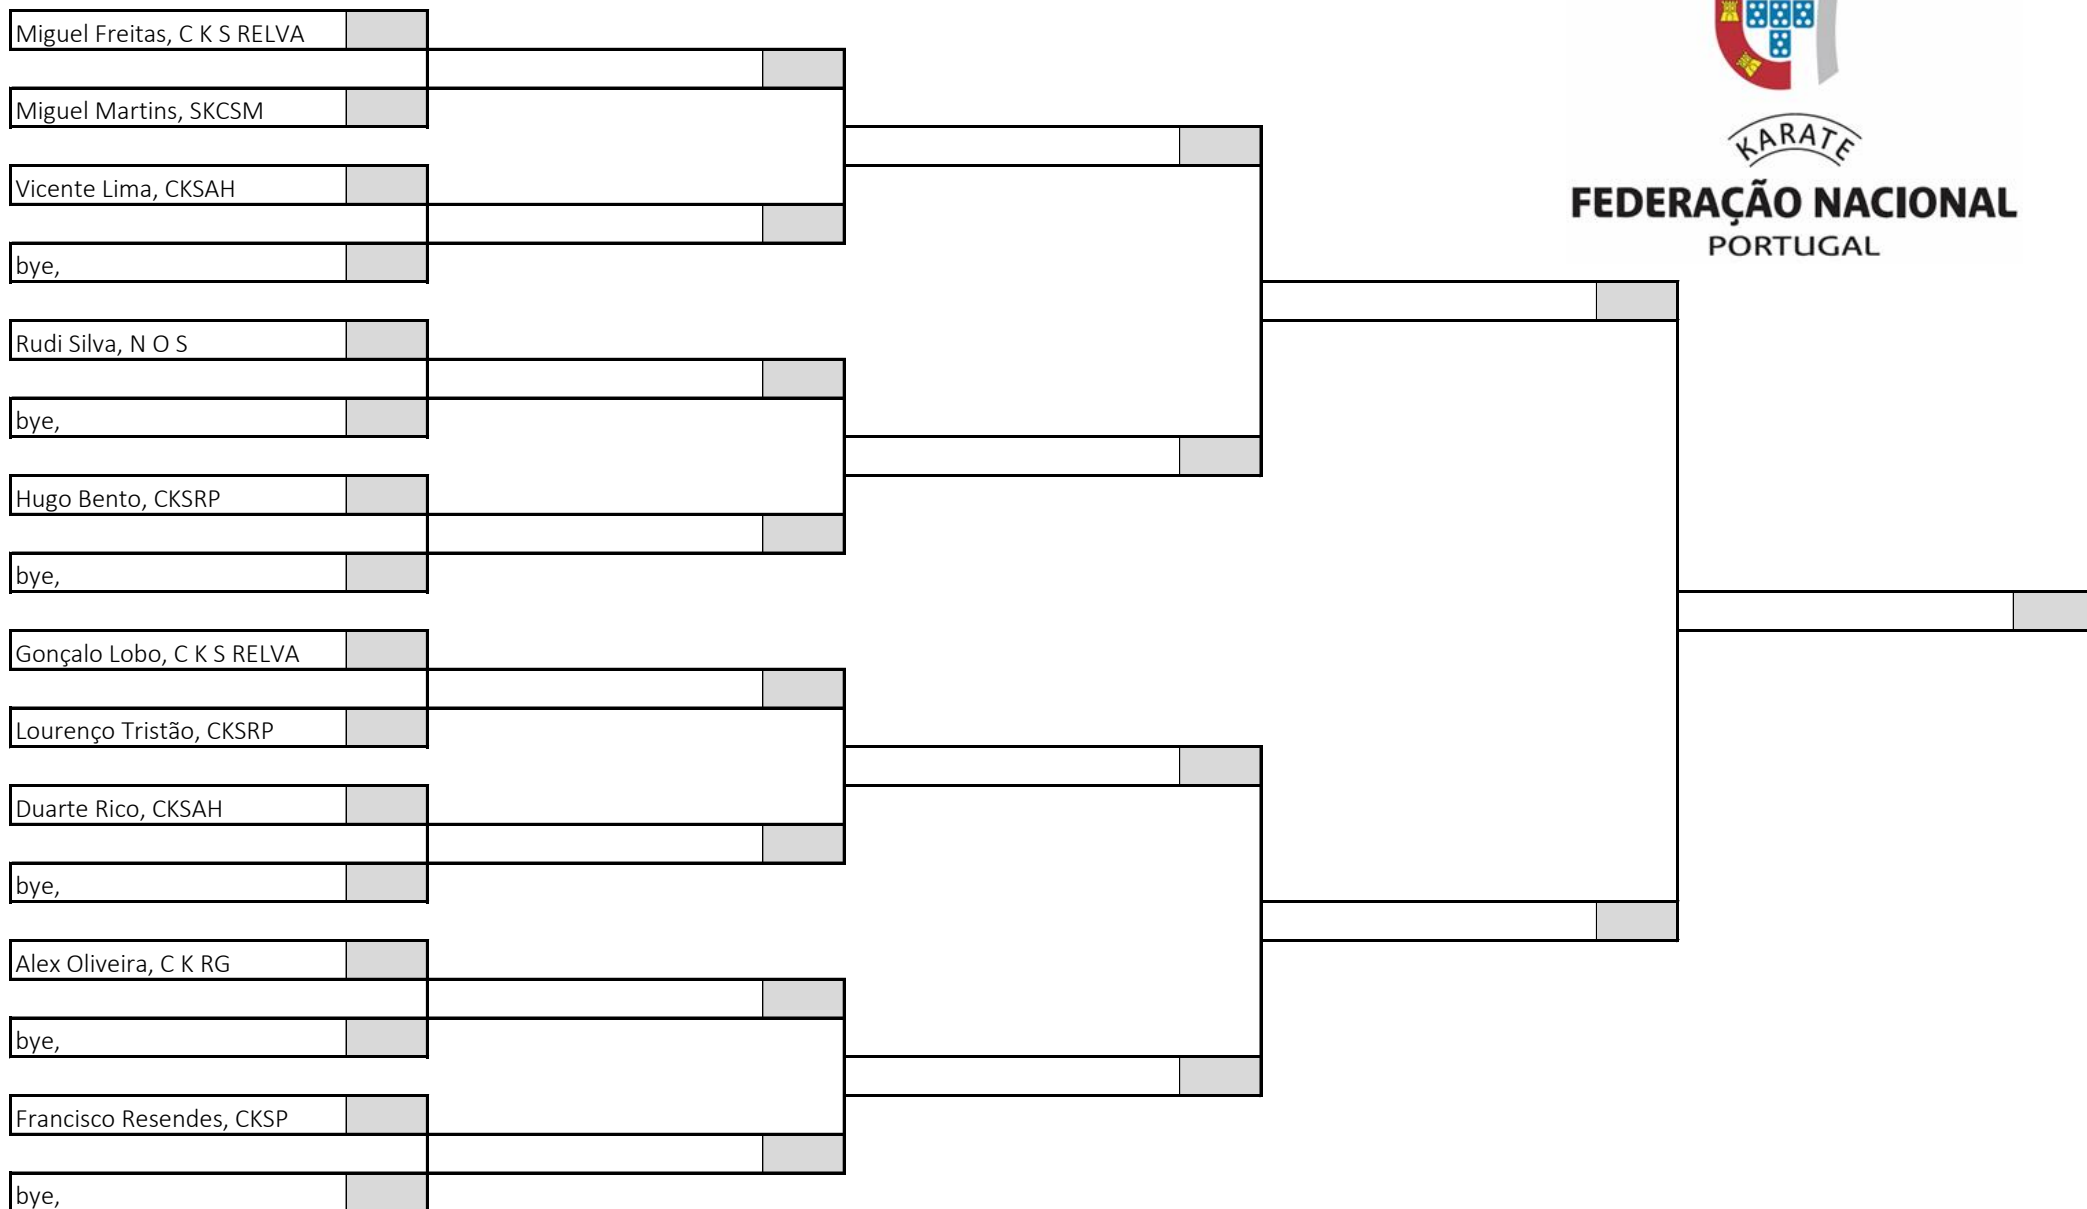 Miguel Freitas, C K S RELVA
Miguel Martins, SKCSM
Vicente Lima, CKSAH
bye,
Rudi Silva, N O S
bye,
Hugo Bento, CKSRP
bye,
Gonçalo Lobo, C K S RELVA
Lourenço Tristão, CKSRP
Duarte Rico, CKSAH
bye,
Alex Oliveira, C K RG
bye,
Francisco Resendes, CKSP
bye,
KARATE
FEDERAÇÃO NACIONAL
PORTUGAL